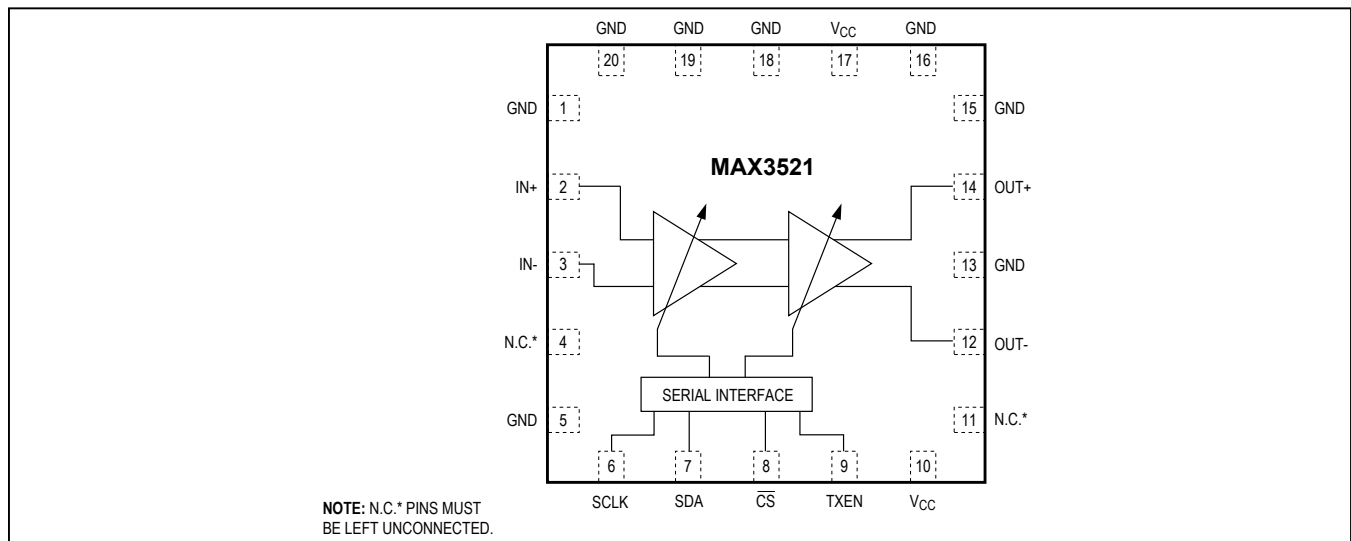 GND GND GND VCC GND
20 19 18 17 16
GND 1 15 GND
MAX3521
IN+ 2 14 OUT+
IN- 3 13 GND
N.C.* 4 12 OUT-
SERIAL INTERFACE
GND 5 11 N.C.*
6 7 8 9 10
SCLK SDA CS TXEN VCC
NOTE: N.C.* PINS MUST
BE LEFT UNCONNECTED.